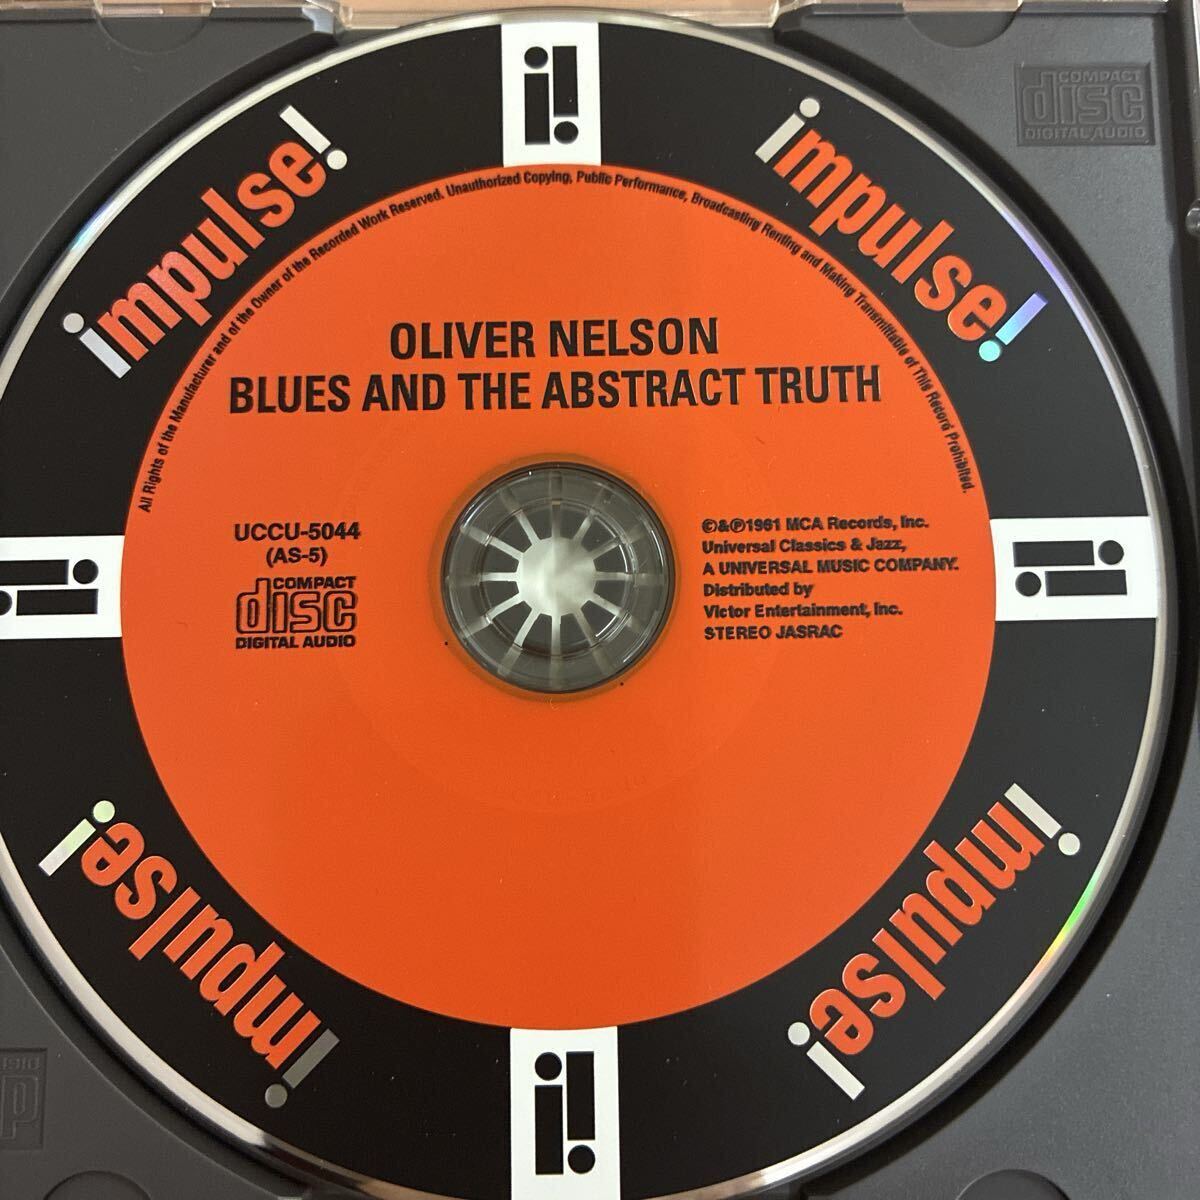 impulse!
impulse!
All Rights of the Manufacturer and of the Owner of the Recorded Work Reserved. Unauthorized Copying, Public Performance, Broadcasting Renting and Making Transmittable of This Record Prohibited.
OLIVER NELSON
BLUES AND THE ABSTRACT TRUTH
UCCU-5044
(AS-5)
COMPACT
disc
DIGITAL AUDIO
©&℗1961 MCA Records, Inc.
Universal Classics & Jazz,
A UNIVERSAL MUSIC COMPANY.
Distributed by
Victor Entertainment, Inc.
STEREO JASRAC
impulse!
impulse!
COMPACT
disc
DIGITAL AUDIO